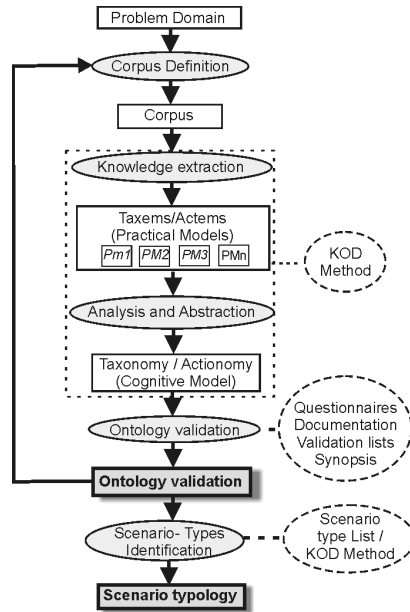 Problem Domain
Corpus Definition
Corpus
Knowledge extraction
Taxems/Actems
(Practical Models)
Pm1 PM2 PM3 PMn
KOD
Method
Analysis and Abstraction
Taxonomy / Actionomy
(Cognitive Model)
Ontology validation
Questionnaires
Documentation
Validation lists
Synopsis
Ontology validation
Scenario- Types
Identification
Scenario
type List /
KOD Method
Scenario typology